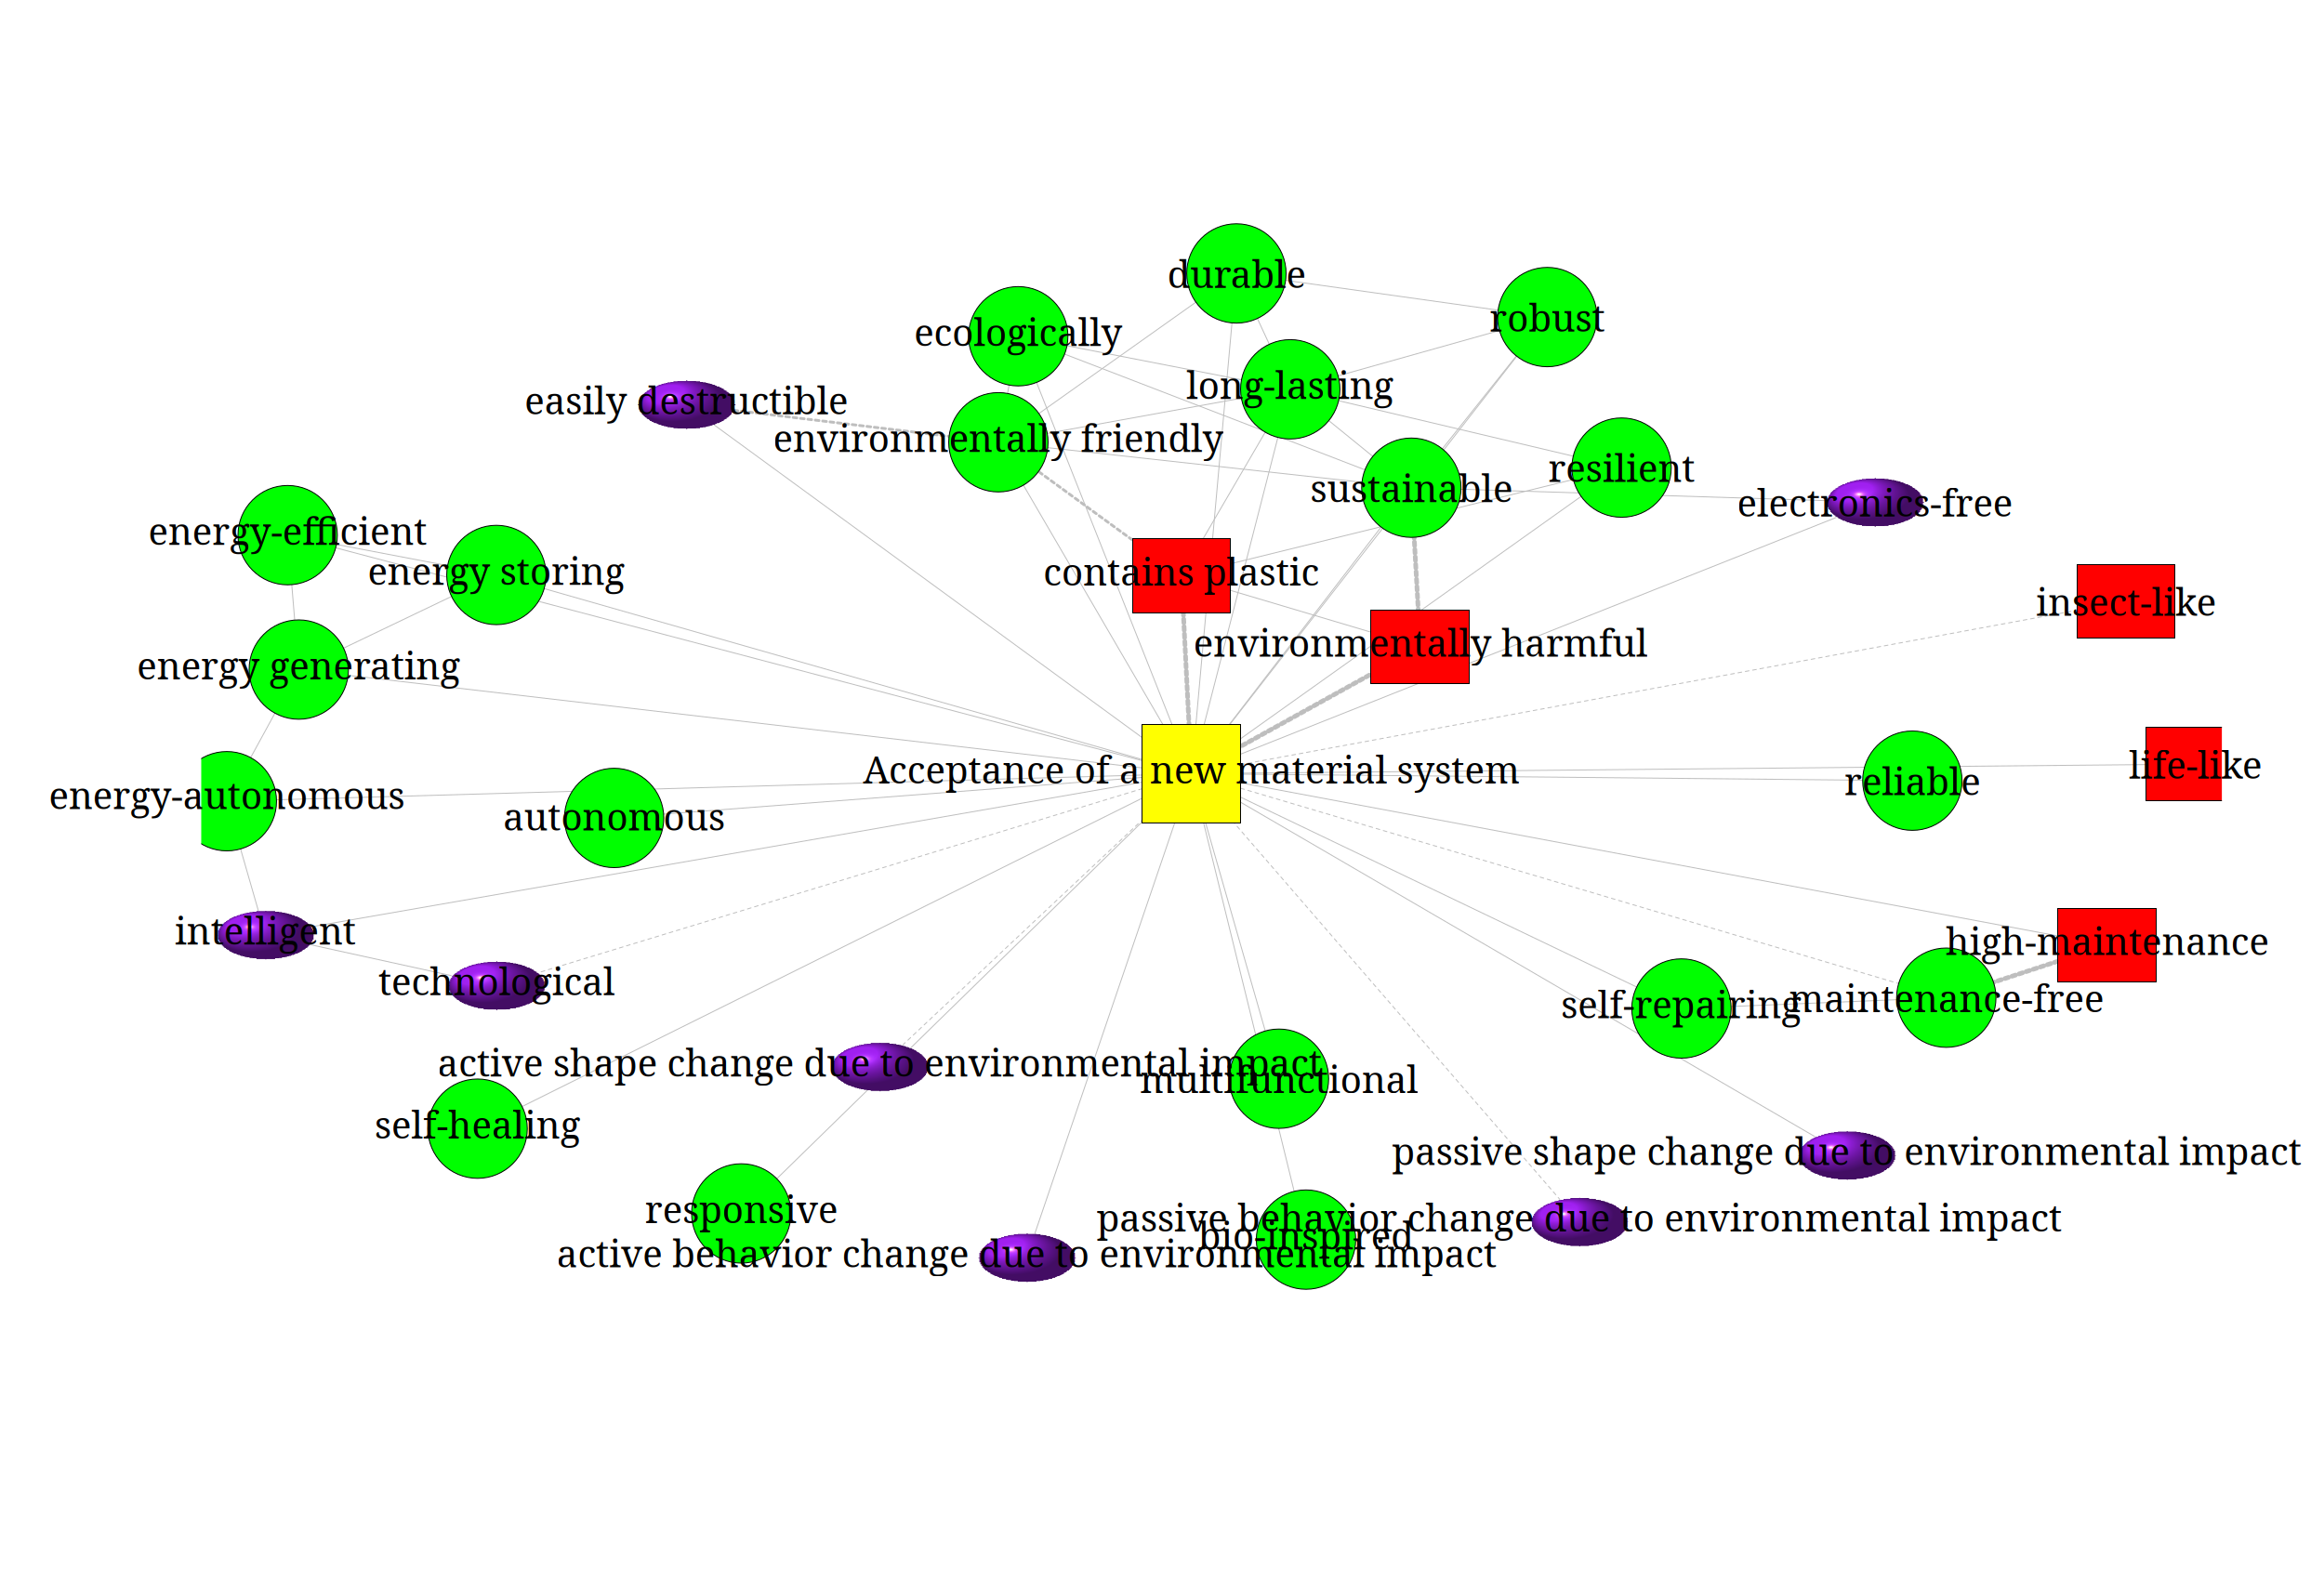 durable
robust
ecologically
long-lasting
easily destructible
environmentally friendly
resilient
sustainable
electronics-free
energy-efficient
energy storing
contains plastic
insect-like
environmentally harmful
energy generating
Acceptance of a new material system
life-like
reliable
energy-autonomous
autonomous
intelligent
high-maintenance
technological
maintenance-free
self-repairing
active shape change due to environmental impact
multifunctional
self-healing
passive shape change due to environmental impact
responsive
passive behavior change due to environmental impact
bio-inspired
active behavior change due to environmental impact